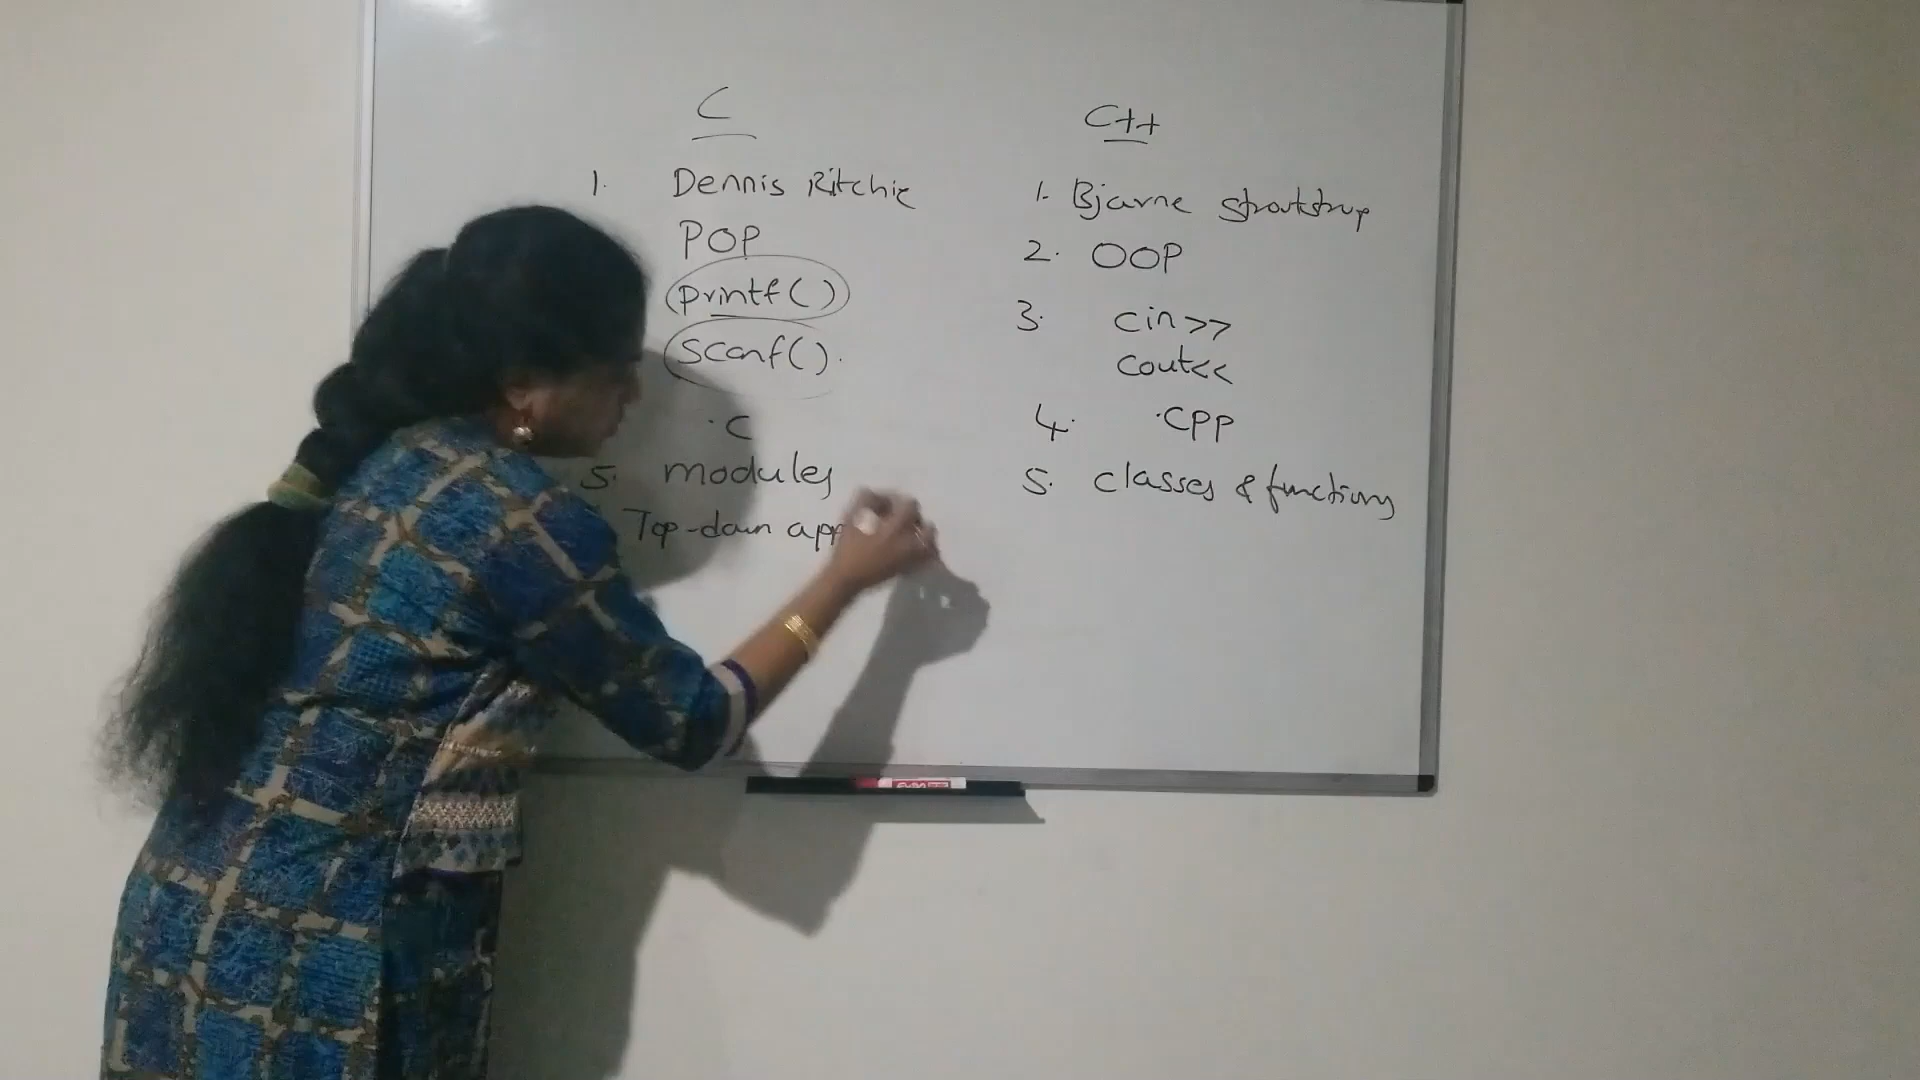 C
1. Dennis Ritchie
POP
printf()
scanf().
.C
5. modules
Top-down app
C++
1. Bjarne Stroutstrup
2. OOP
3. cin>>
cout<<
4. .CPP
5. classes & functions